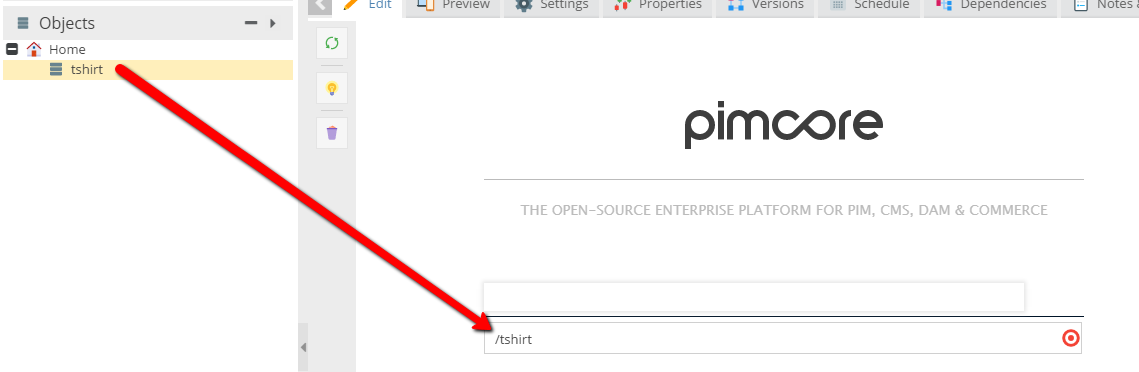 Objects
Home
tshirt
Edit
Preview
Settings
Properties
Versions
Schedule
Dependencies
Notes &
pimcore
THE OPEN-SOURCE ENTERPRISE PLATFORM FOR PIM, CMS, DAM & COMMERCE
/tshirt